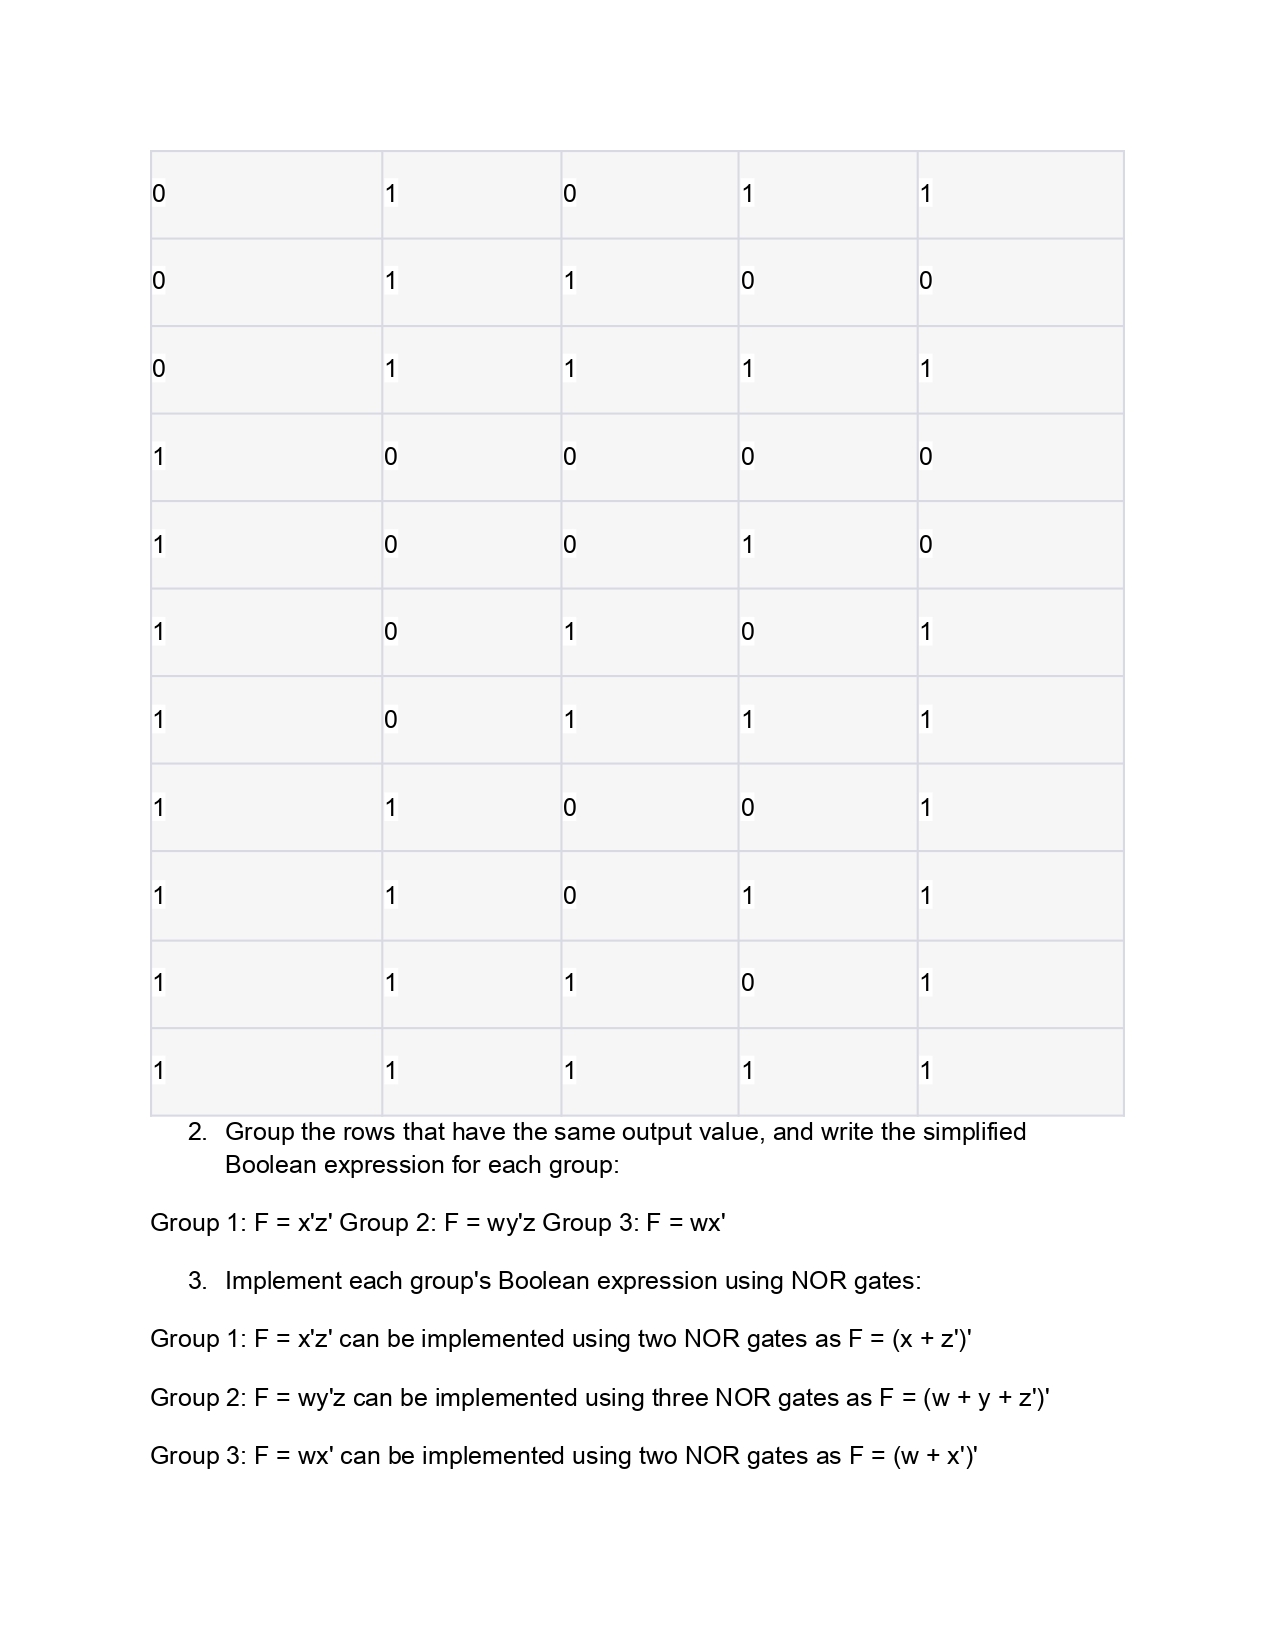 0 1 0 1 1
0 1 1 0 0
0 1 1 1 1
1 0 0 0 0
1 0 0 1 0
1 0 1 0 1
1 0 1 1 1
1 1 0 0 1
1 1 0 1 1
1 1 1 0 1
1 1 1 1 1
2. Group the rows that have the same output value, and write the simplified
Boolean expression for each group:
Group 1: F = x'z' Group 2: F = wy'z Group 3: F = wx'
3. Implement each group's Boolean expression using NOR gates:
Group 1: F = x'z' can be implemented using two NOR gates as F = (x + z')'
Group 2: F = wy'z can be implemented using three NOR gates as F = (w + y + z')'
Group 3: F = wx' can be implemented using two NOR gates as F = (w + x')'